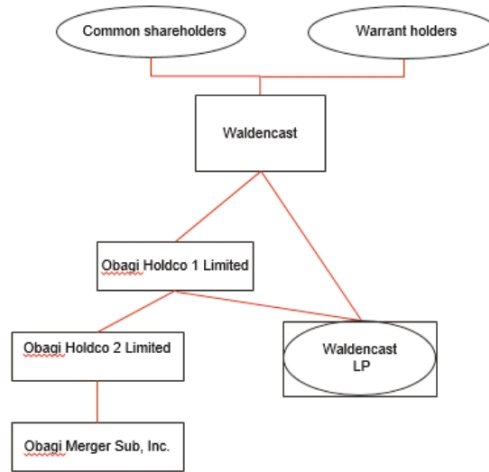 Common shareholders
Warrant holders
Waldencast
Obagi Holdco 1 Limited
Obagi Holdco 2 Limited
Waldencast
LP
Obagi Merger Sub, Inc.